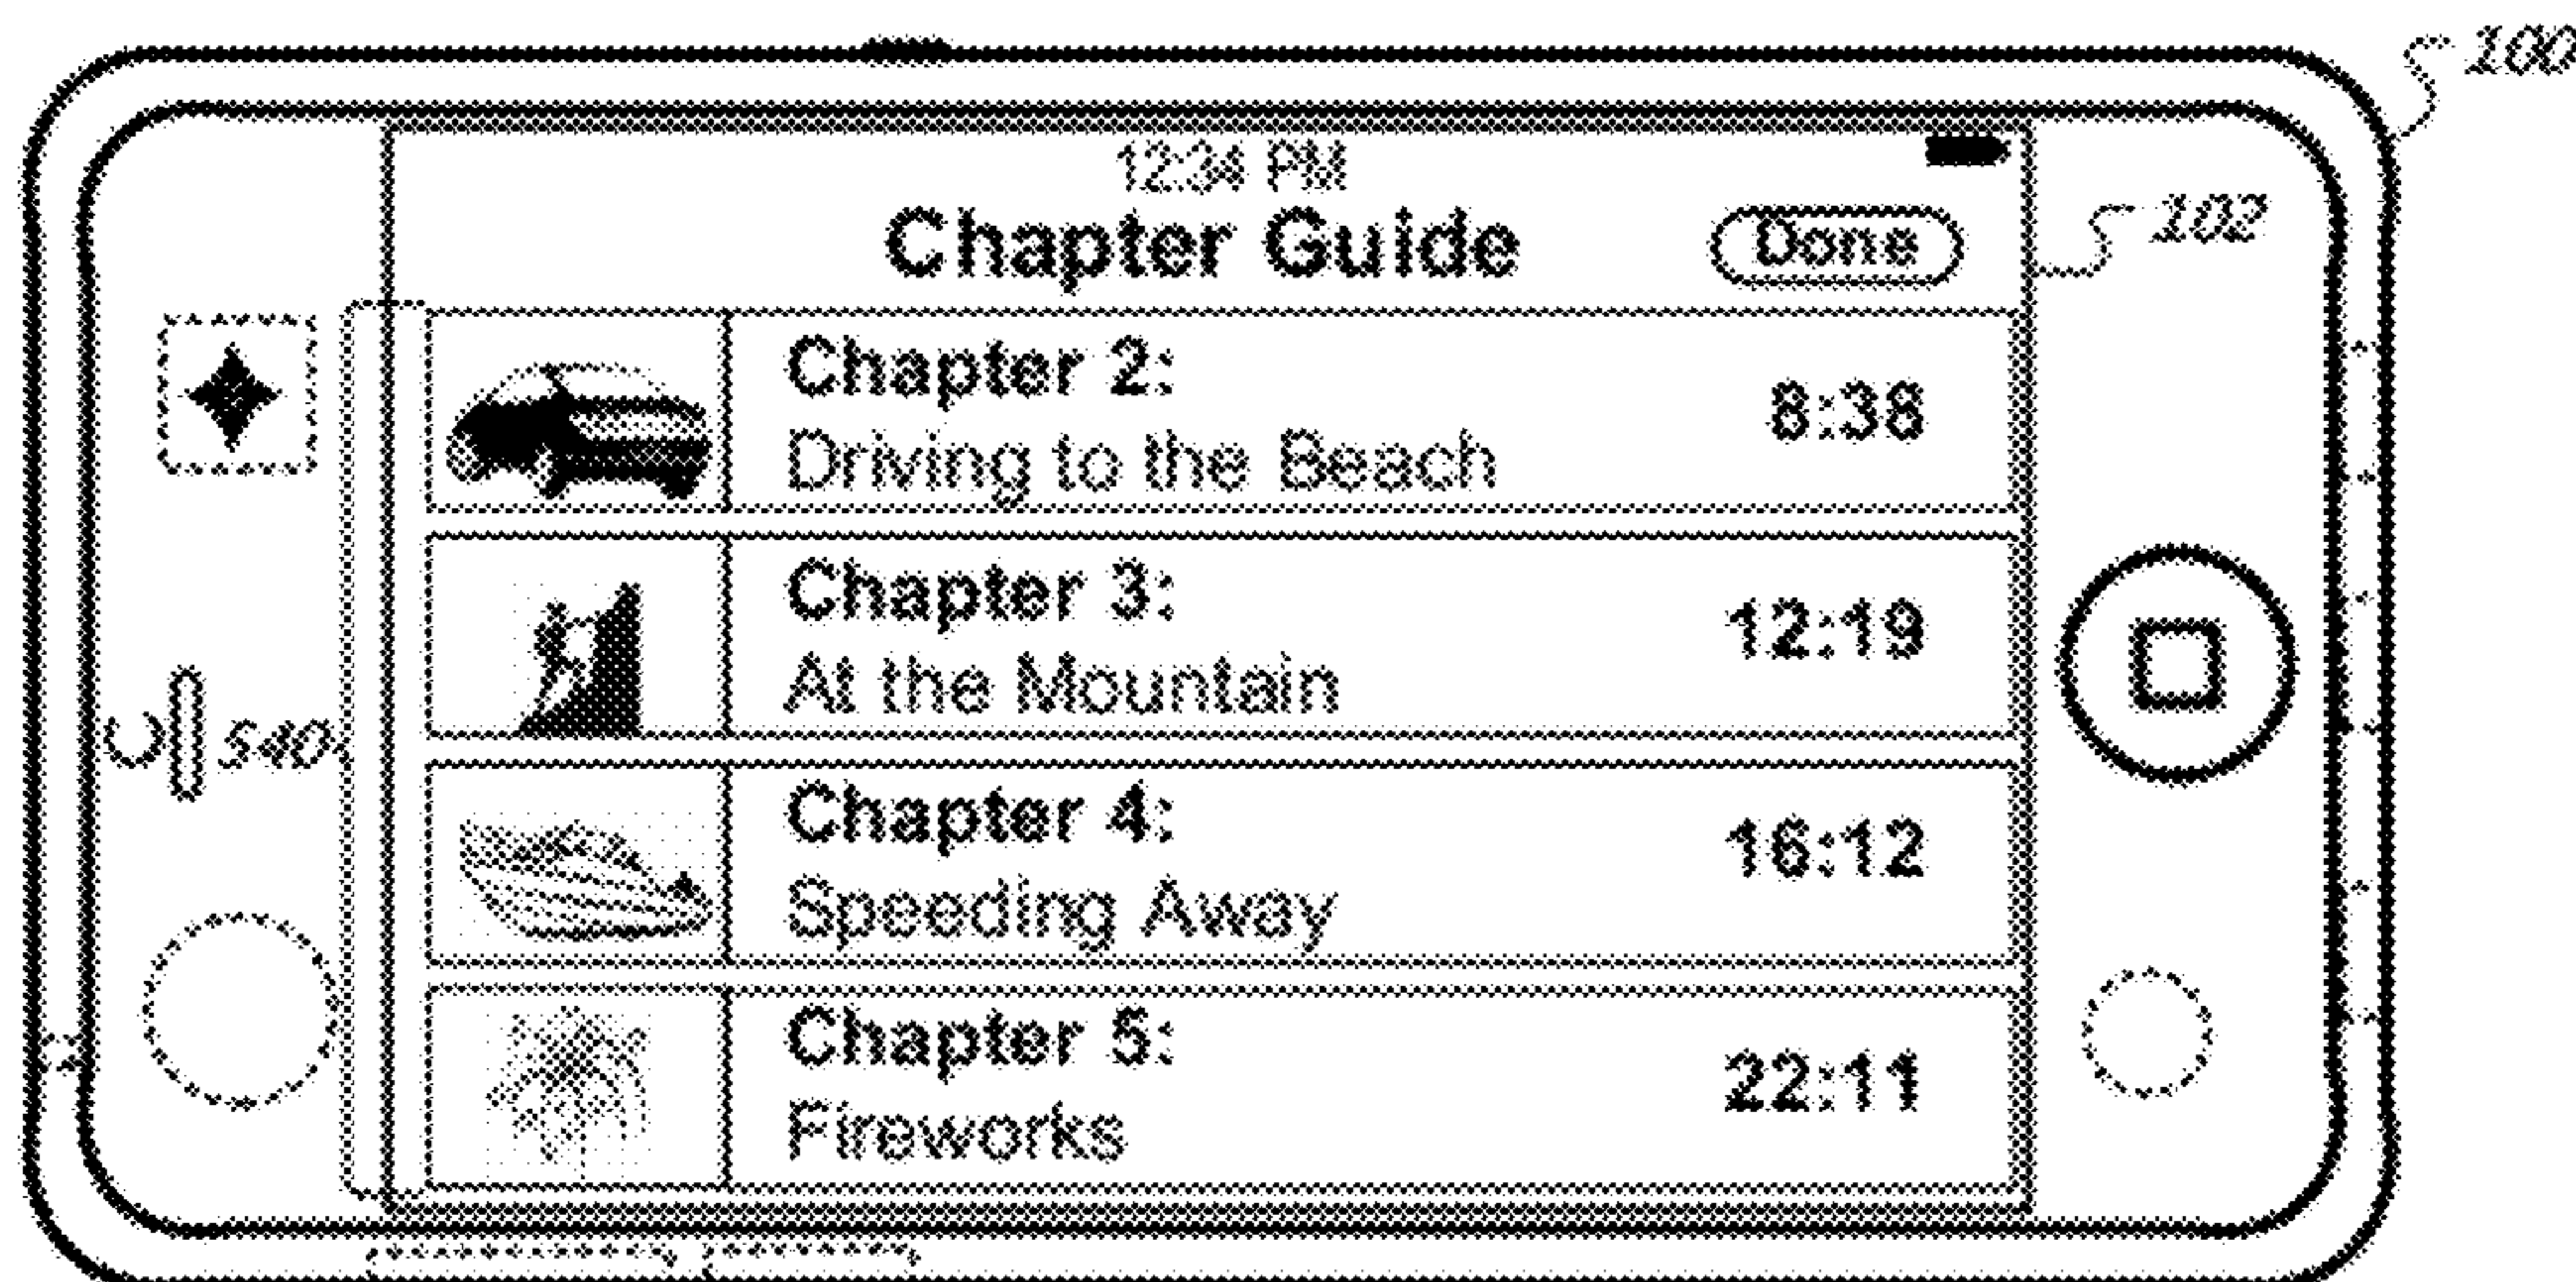 100
12:34 PM
Chapter Guide
Done
102
Chapter 2:
Driving to the Beach
8:38
Chapter 3:
At the Mountain
12:19
540
Chapter 4:
Speeding Away
16:12
Chapter 5:
Fireworks
22:11